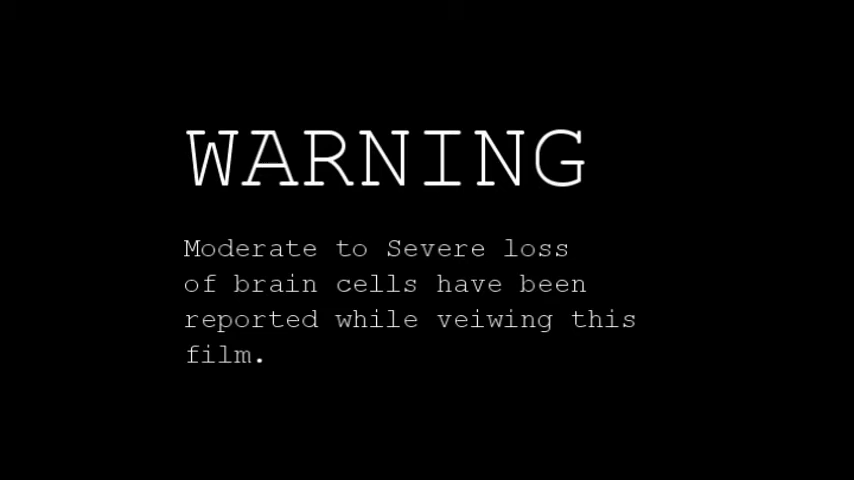 WARNING
Moderate to Severe loss
of brain cells have been
reported while veiwing this
film.